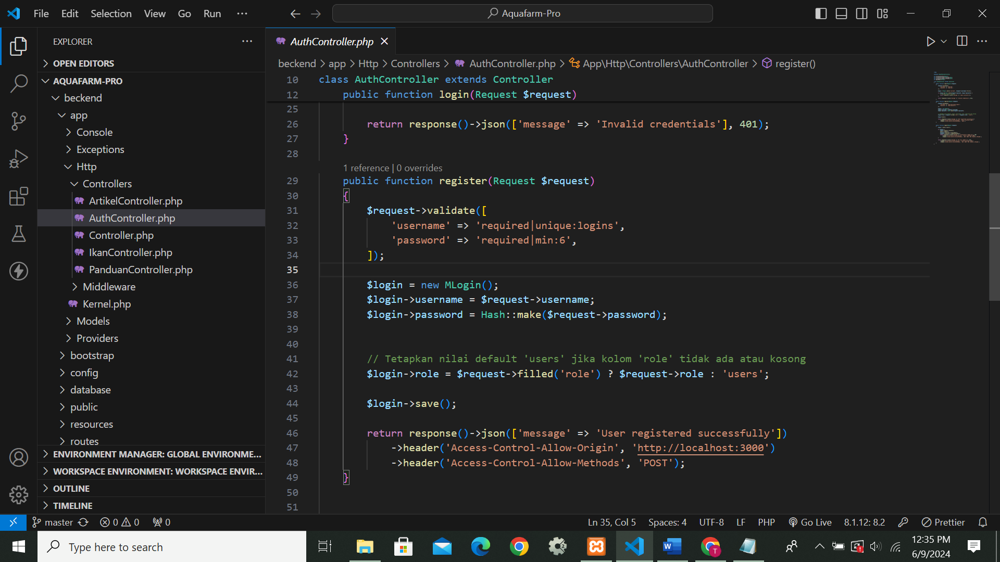 File Edit Selection View Go Run ···
Aquafarm-Pro
EXPLORER
OPEN EDITORS
AQUAFARM-PRO
beckend
app
Console
Exceptions
Http
Controllers
ArtikelController.php
AuthController.php
Controller.php
IkanController.php
PanduanController.php
Middleware
Kernel.php
Models
Providers
bootstrap
config
database
public
resources
routes
ENVIRONMENT MANAGER: GLOBAL ENVIRONME...
WORKSPACE ENVIRONMENT: WORKSPACE ENVIR...
OUTLINE
TIMELINE
AuthController.php
beckend > app > Http > Controllers > AuthController.php > App\Http\Controllers\AuthController > register()
10 class AuthController extends Controller
12 public function login(Request $request)
25
26 return response()->json(['message' => 'Invalid credentials'], 401);
27 }
28
1 reference | 0 overrides
29 public function register(Request $request)
30 {
31 $request->validate([
32 'username' => 'required|unique:logins',
33 'password' => 'required|min:6',
34 ]);
35
36 $login = new MLogin();
37 $login->username = $request->username;
38 $login->password = Hash::make($request->password);
39
40
41 // Tetapkan nilai default 'users' jika kolom 'role' tidak ada atau kosong
42 $login->role = $request->filled('role') ? $request->role : 'users';
43
44 $login->save();
45
46 return response()->json(['message' => 'User registered successfully'])
47 ->header('Access-Control-Allow-Origin', 'http://localhost:3000')
48 ->header('Access-Control-Allow-Methods', 'POST');
49 }
50
51
master 0 0 0
Ln 35, Col 5 Spaces: 4 UTF-8 LF PHP Go Live 8.1.12: 8.2 Prettier
Type here to search
12:35 PM
6/9/2024